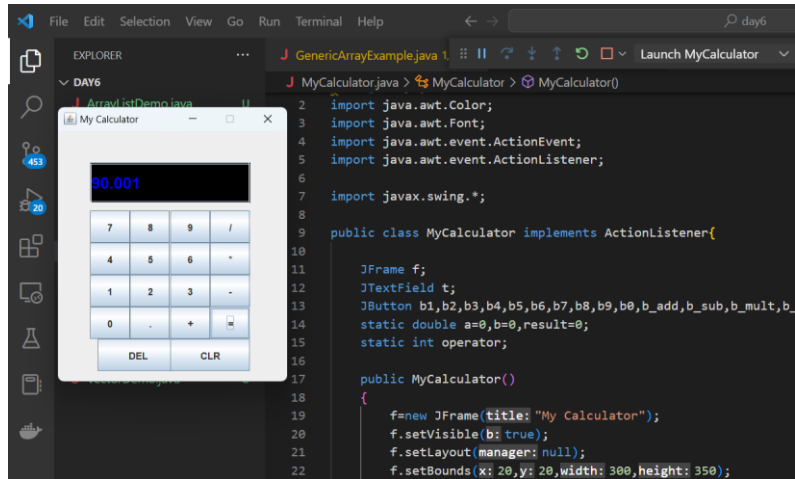 File Edit Selection View Go Run Terminal Help
day6
EXPLORER
GenericArrayExample.java 1,
Launch MyCalculator
DAY6
J MyCalculator.java > MyCalculator > MyCalculator()
ArrayListDemo.java U
My Calculator
90.001
7 8 9 /
4 5 6 *
1 2 3 -
0 . + =
DEL CLR
453
20
2 import java.awt.Color;
3 import java.awt.Font;
4 import java.awt.event.ActionEvent;
5 import java.awt.event.ActionListener;
6
7 import javax.swing.*;
8
9 public class MyCalculator implements ActionListener{
10
11 JFrame f;
12 JTextField t;
13 JButton b1,b2,b3,b4,b5,b6,b7,b8,b9,b0,b_add,b_sub,b_mult,b_
14 static double a=0,b=0,result=0;
15 static int operator;
16
17 public MyCalculator()
18 {
19 f=new JFrame(title:"My Calculator");
20 f.setVisible(b:true);
21 f.setLayout(manager:null);
22 f.setBounds(x:20,y:20,width:300,height:350);